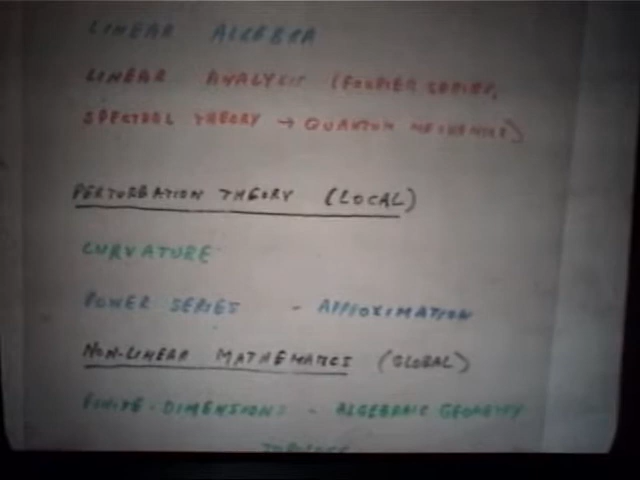 LINEAR ALGEBRA
LINEAR ANALYSIS (FOURIER SERIES,
SPECTRAL THEORY → QUANTUM MECHANICS)
PERTURBATION THEORY (LOCAL)
CURVATURE
POWER SERIES - APPROXIMATION
NON-LINEAR MATHEMATICS (GLOBAL)
FINITE-DIMENSIONS - ALGEBRAIC GEOMETRY